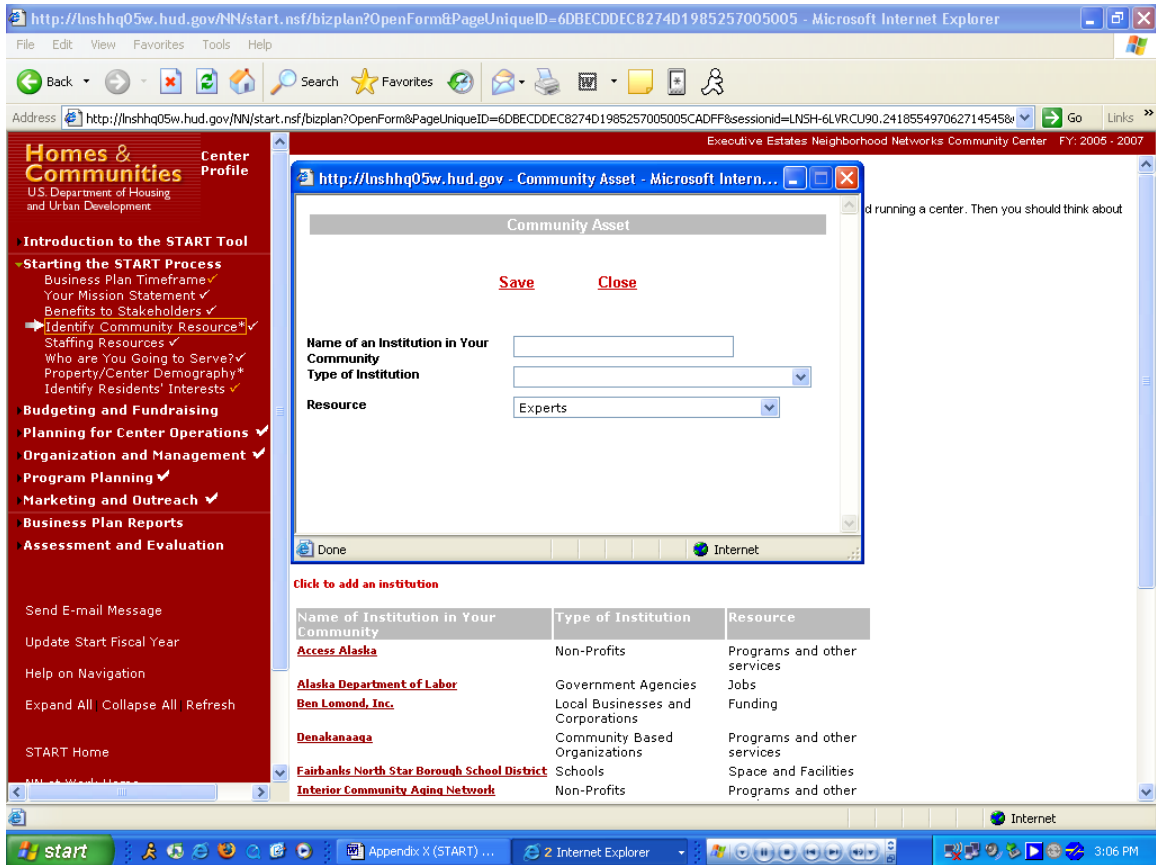 http://lnshhq05w.hud.gov/NN/start.nsf/bizplan?OpenForm&PageUniqueID=6DBECDDEC8274D1985257005005 - Microsoft Internet Explorer
File Edit View Favorites Tools Help
Back Search Favorites
Address http://lnshhq05w.hud.gov/NN/start.nsf/bizplan?OpenForm&PageUniqueID=6DBECDDEC8274D1985257005005CADFF&sessionid=LNSH-6LVRCU90.2418554970627145458 Go Links
Executive Estates Neighborhood Networks Community Center FY: 2005 - 2007
Homes &
Communities
U.S. Department of Housing
and Urban Development
Center
Profile
Introduction to the START Tool
Starting the START Process
Business Plan Timeframe✓
Your Mission Statement ✓
Benefits to Stakeholders ✓
Identify Community Resource*✓
Staffing Resources ✓
Who are You Going to Serve?✓
Property/Center Demography*
Identify Residents' Interests ✓
Budgeting and Fundraising
Planning for Center Operations ✓
Organization and Management ✓
Program Planning ✓
Marketing and Outreach ✓
Business Plan Reports
Assessment and Evaluation
Send E-mail Message
Update Start Fiscal Year
Help on Navigation
Expand All | Collapse All | Refresh
START Home
NN at Work Home
http://lnshhq05w.hud.gov - Community Asset - Microsoft Intern...
d running a center. Then you should think about
Community Asset
Save Close
Name of an Institution in Your
Community
Type of Institution
Resource Experts
Done Internet
Click to add an institution
Name of Institution in Your Type of Institution Resource
Community
Access Alaska Non-Profits Programs and other
services
Alaska Department of Labor Government Agencies Jobs
Ben Lomond, Inc. Local Businesses and Funding
Corporations
Denakanaaga Community Based Programs and other
Organizations services
Fairbanks North Star Borough School District Schools Space and Facilities
Interior Community Aging Network Non-Profits Programs and other
Internet
start Appendix X (START) ... 2 Internet Explorer 3:06 PM